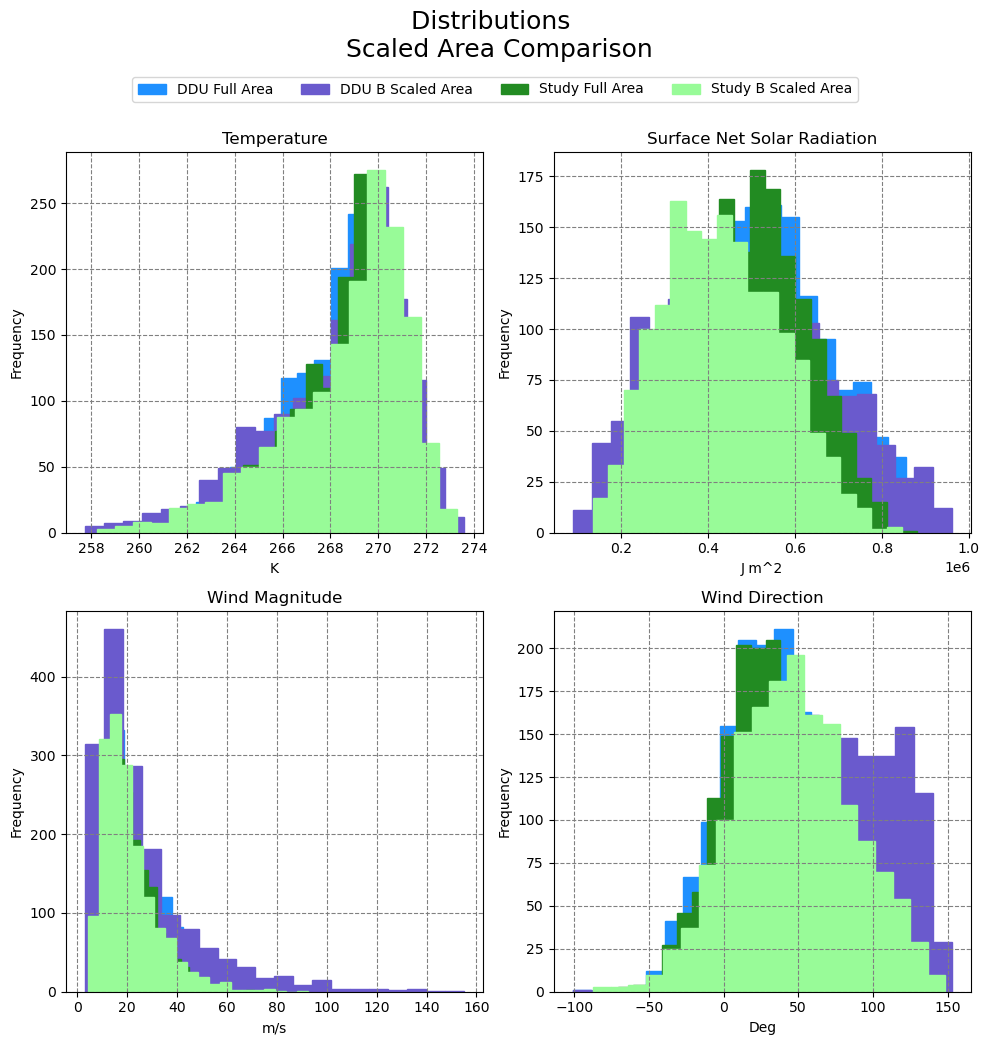 Distributions
Scaled Area Comparison
DDU Full Area DDU B Scaled Area Study Full Area Study B Scaled Area
Temperature
250
200
150
100
50
0
Frequency
258 260 262 264 266 268 270 272 274
K
Surface Net Solar Radiation
175
150
125
100
75
50
25
0
Frequency
0.2 0.4 0.6 0.8 1.0
1e6
J m^2
Wind Magnitude
400
300
200
100
0
Frequency
0 20 40 60 80 100 120 140 160
m/s
Wind Direction
200
175
150
125
100
75
50
25
0
Frequency
−100 −50 0 50 100 150
Deg